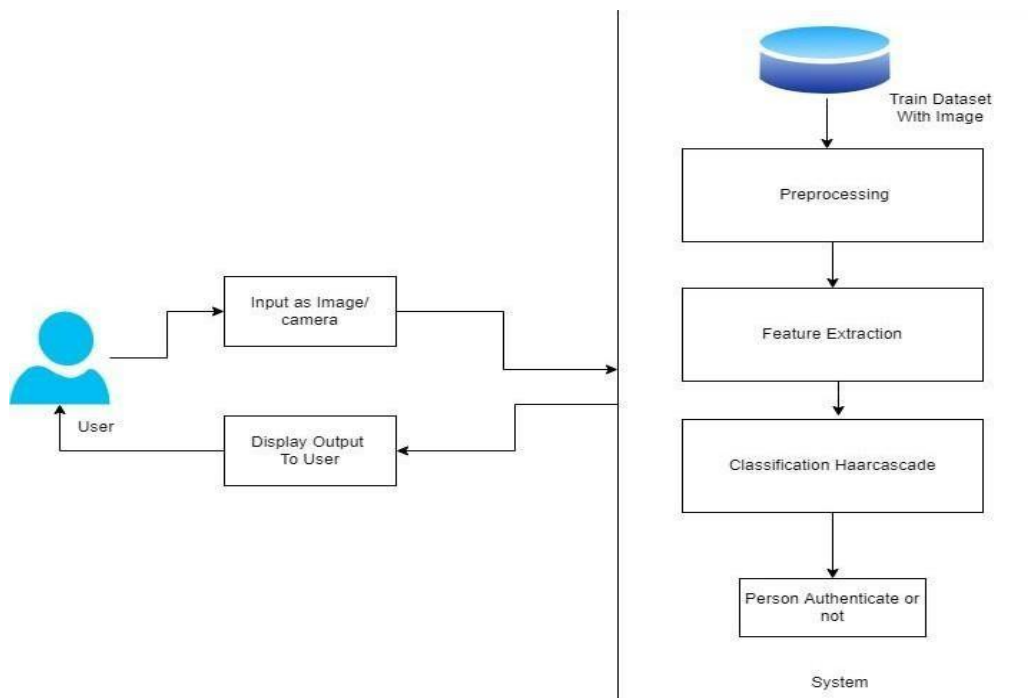 Train Dataset
With Image
Preprocessing
Input as Image/
camera
Feature Extraction
User
Display Output
To User
Classification Haarcascade
Person Authenticate or
not
System